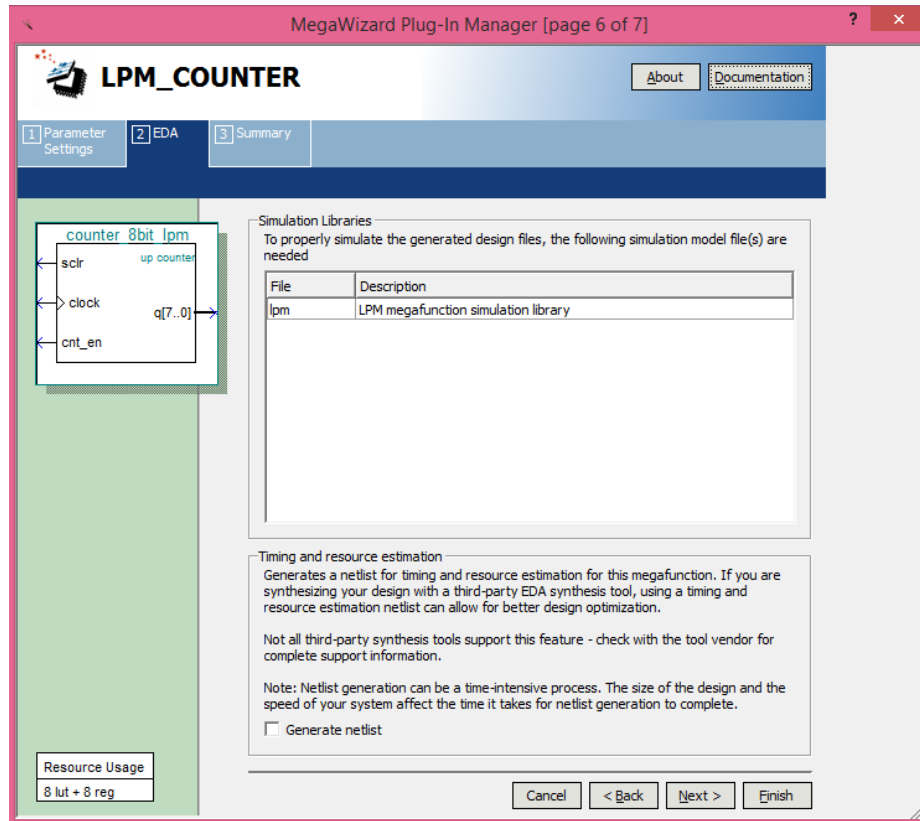 MegaWizard Plug-In Manager [page 6 of 7]
?
×
LPM_COUNTER
About
Documentation
1 Parameter Settings
2 EDA
3 Summary
counter_8bit_lpm
up counter
sclr
clock
q[7..0]
cnt_en
Simulation Libraries
To properly simulate the generated design files, the following simulation model file(s) are
needed
File Description
lpm LPM megafunction simulation library
Timing and resource estimation
Generates a netlist for timing and resource estimation for this megafunction. If you are
synthesizing your design with a third-party EDA synthesis tool, using a timing and
resource estimation netlist can allow for better design optimization.
Not all third-party synthesis tools support this feature - check with the tool vendor for
complete support information.
Note: Netlist generation can be a time-intensive process. The size of the design and the
speed of your system affect the time it takes for netlist generation to complete.
Generate netlist
Resource Usage
8 lut + 8 reg
Cancel
< Back
Next >
Finish